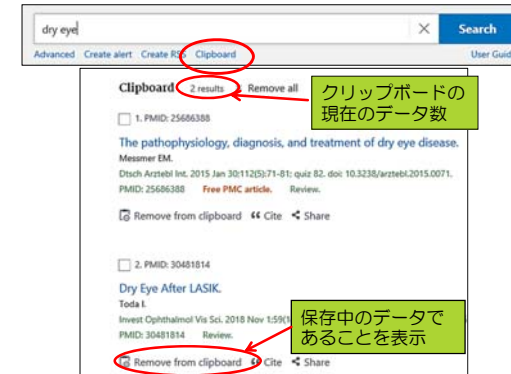 dry eye Search
Advanced Create alert Create RSS Clipboard User Guid
Clipboard 2 results Remove all
クリップボードの
現在のデータ数
1. PMID: 25686388
The pathophysiology, diagnosis, and treatment of dry eye disease.
Messmer EM.
Dtsch Arztebl Int. 2015 Jan 30;112(5):71-81; quiz 82. doi: 10.3238/arztebl.2015.0071.
PMID: 25686388 Free PMC article. Review.
Remove from clipboard Cite Share
2. PMID: 30481814
Dry Eye After LASIK.
Toda I.
Invest Ophthalmol Vis Sci. 2018 Nov 1;59(1
保存中のデータで
あることを表示
PMID: 30481814 Review.
Remove from clipboard Cite Share